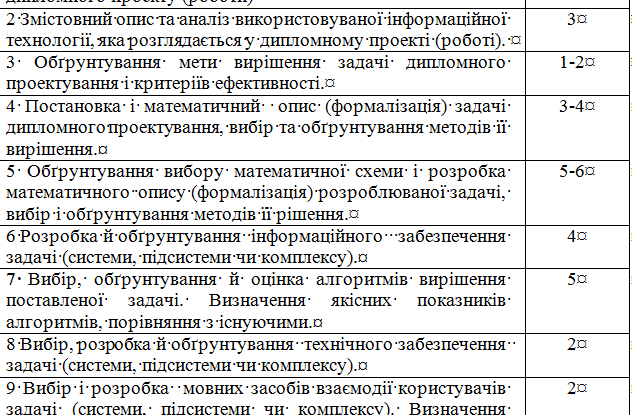 дипломного проекту (роботи)
2 Змістовний опис та аналіз використовуваної інформаційної
технології, яка розглядається у дипломному проекті (роботі).
3
3 Обґрунтування мети вирішення задачі дипломного
проектування і критеріїв ефективності.
1-2
4 Постановка і математичний опис (формалізація) задачі
дипломного проектування, вибір та обґрунтування методів її
вирішення.
3-4
5 Обґрунтування вибору математичної схеми і розробка
математичного опису (формалізація) розроблюваної задачі,
вибір і обґрунтування методів її рішення.
5-6
6 Розробка й обґрунтування інформаційного забезпечення
задачі (системи, підсистеми чи комплексу).
4
7 Вибір, обґрунтування й оцінка алгоритмів вирішення
поставленої задачі. Визначення якісних показників
алгоритмів, порівняння з існуючими.
5
8 Вибір, розробка й обґрунтування технічного забезпечення
задачі (системи, підсистеми чи комплексу).
2
9 Вибір і розробка мовних засобів взаємодії користувачів
задачі (системи, підсистеми чи комплексу). Визначення
2